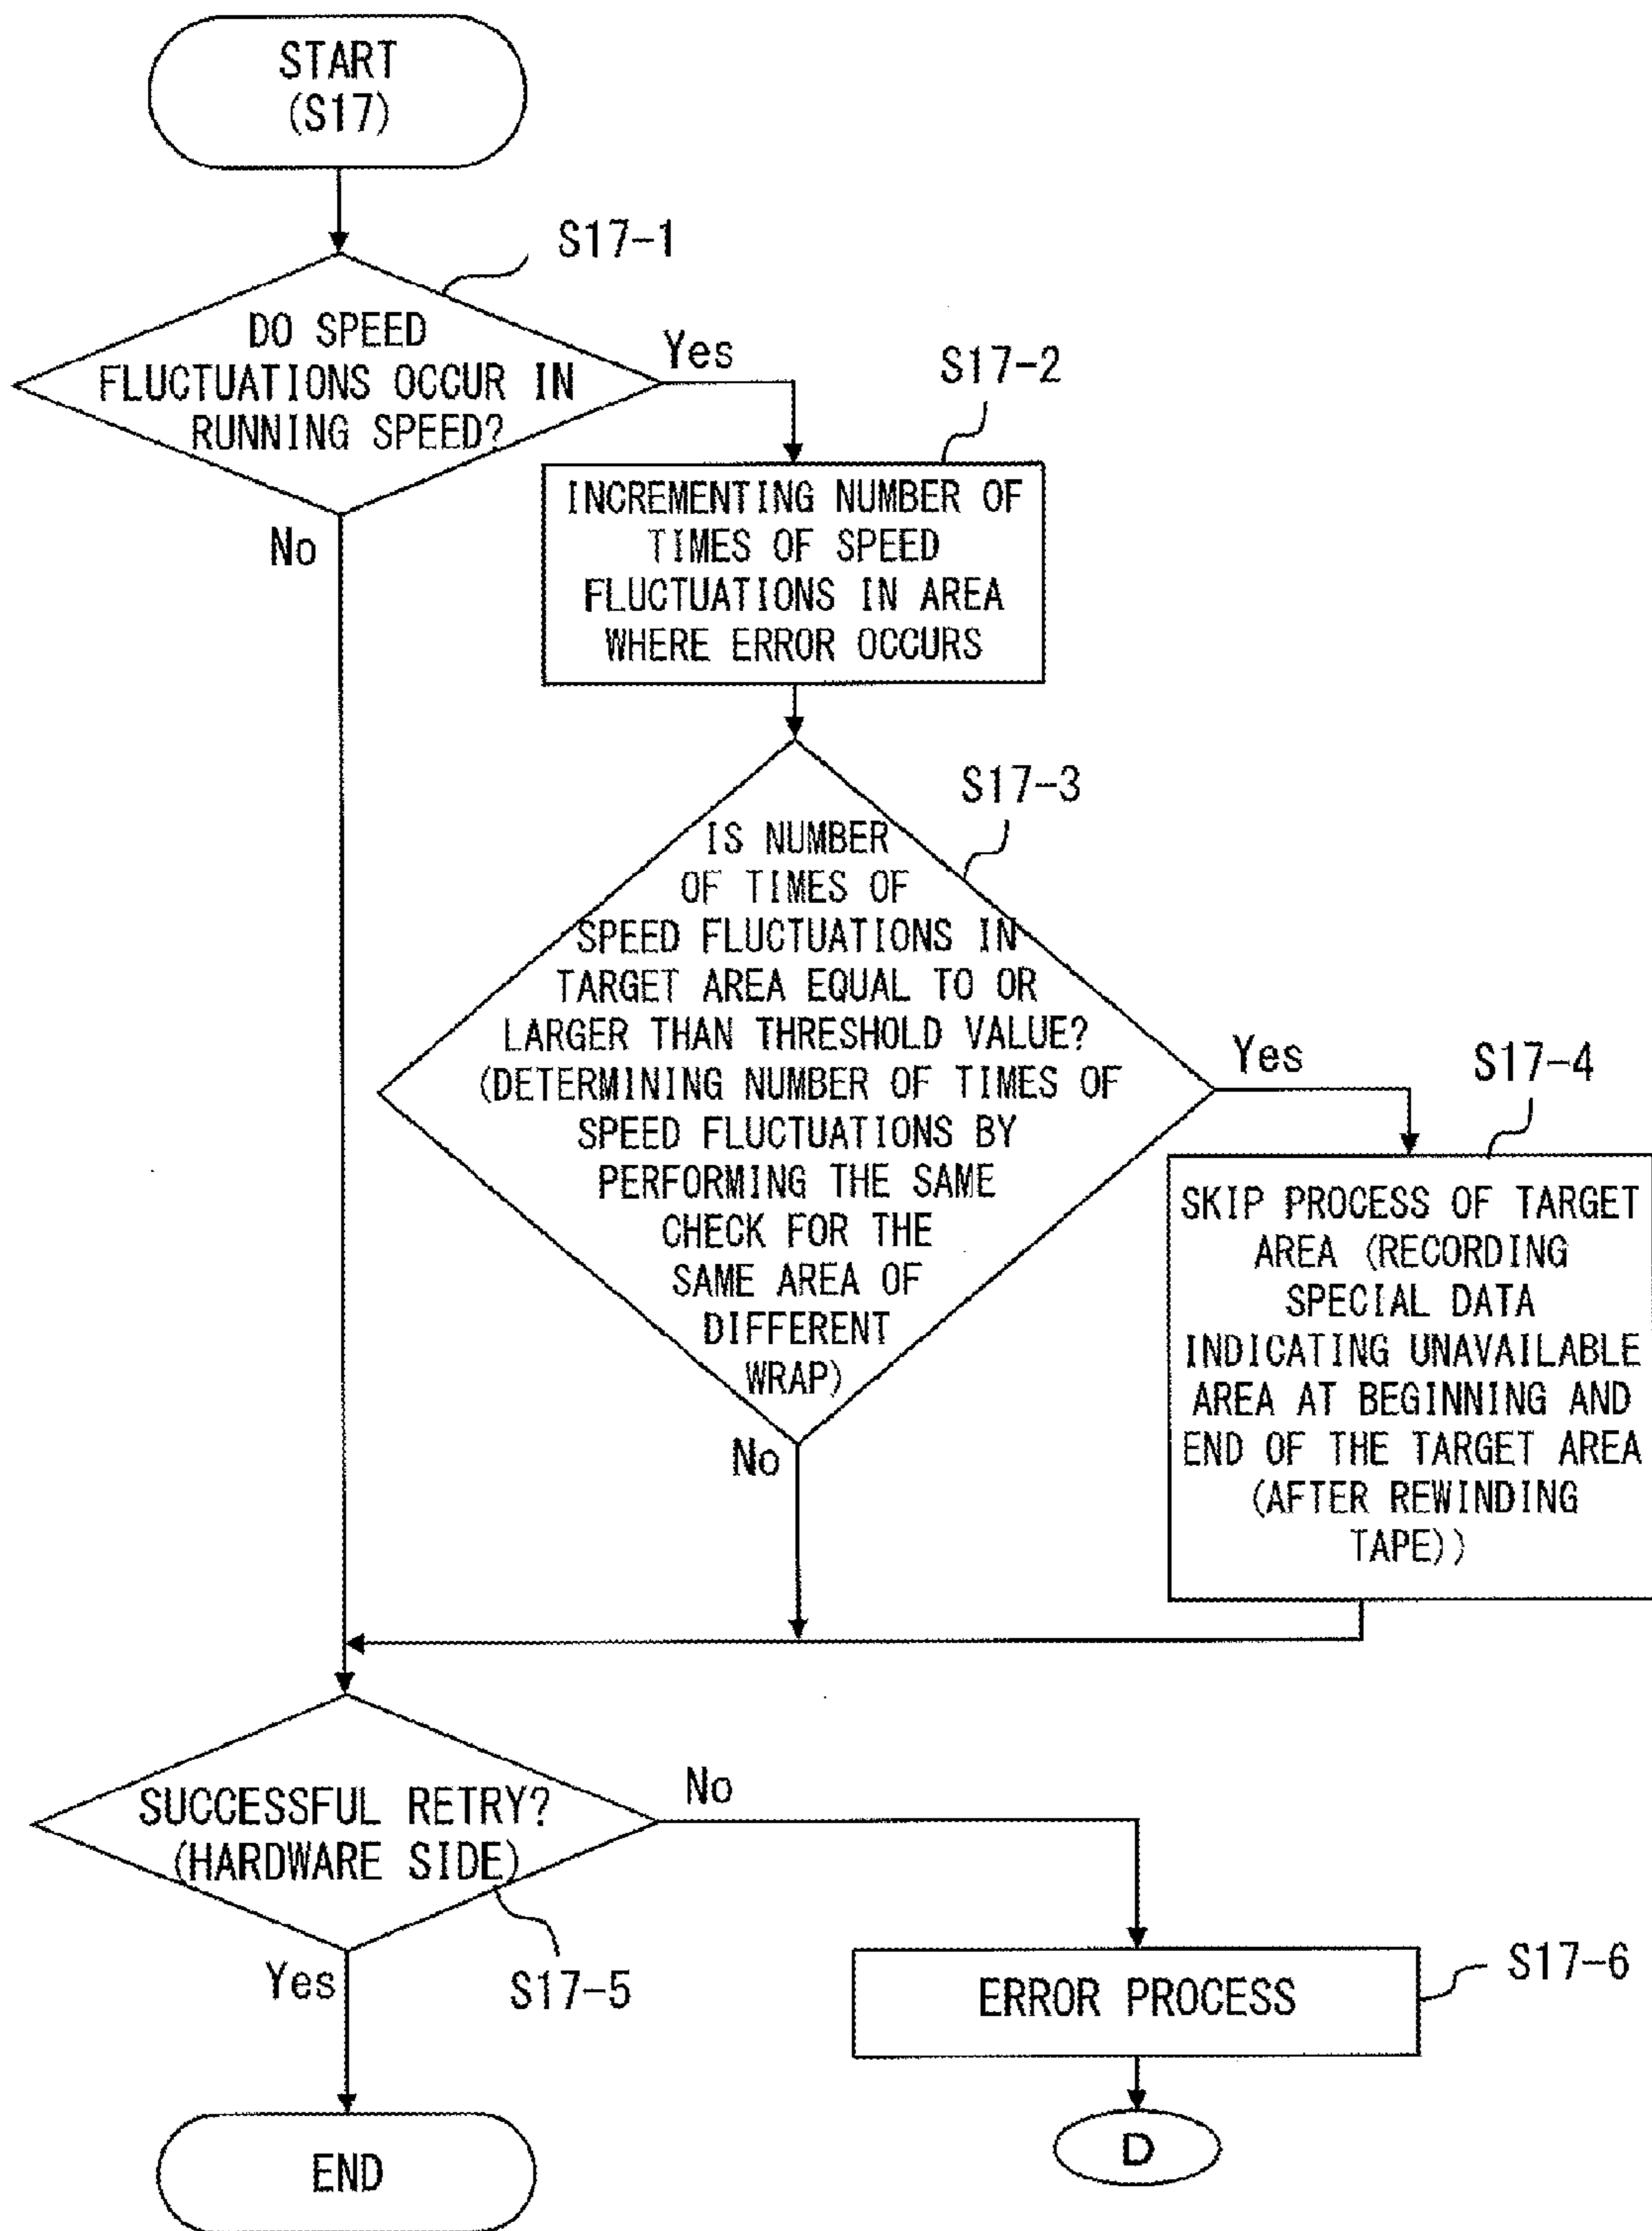 START
(S17)
S17-1
DO SPEED
FLUCTUATIONS OCCUR IN
RUNNING SPEED?
Yes
No
S17-2
INCREMENTING NUMBER OF
TIMES OF SPEED
FLUCTUATIONS IN AREA
WHERE ERROR OCCURS
S17-3
IS NUMBER
OF TIMES OF
SPEED FLUCTUATIONS IN
TARGET AREA EQUAL TO OR
LARGER THAN THRESHOLD VALUE?
(DETERMINING NUMBER OF TIMES OF
SPEED FLUCTUATIONS BY
PERFORMING THE SAME
CHECK FOR THE
SAME AREA OF
DIFFERENT
WRAP)
Yes
No
S17-4
SKIP PROCESS OF TARGET
AREA (RECORDING
SPECIAL DATA
INDICATING UNAVAILABLE
AREA AT BEGINNING AND
END OF THE TARGET AREA
(AFTER REWINDING
TAPE))
SUCCESSFUL RETRY?
(HARDWARE SIDE)
No
Yes
S17-5
ERROR PROCESS
S17-6
END
D